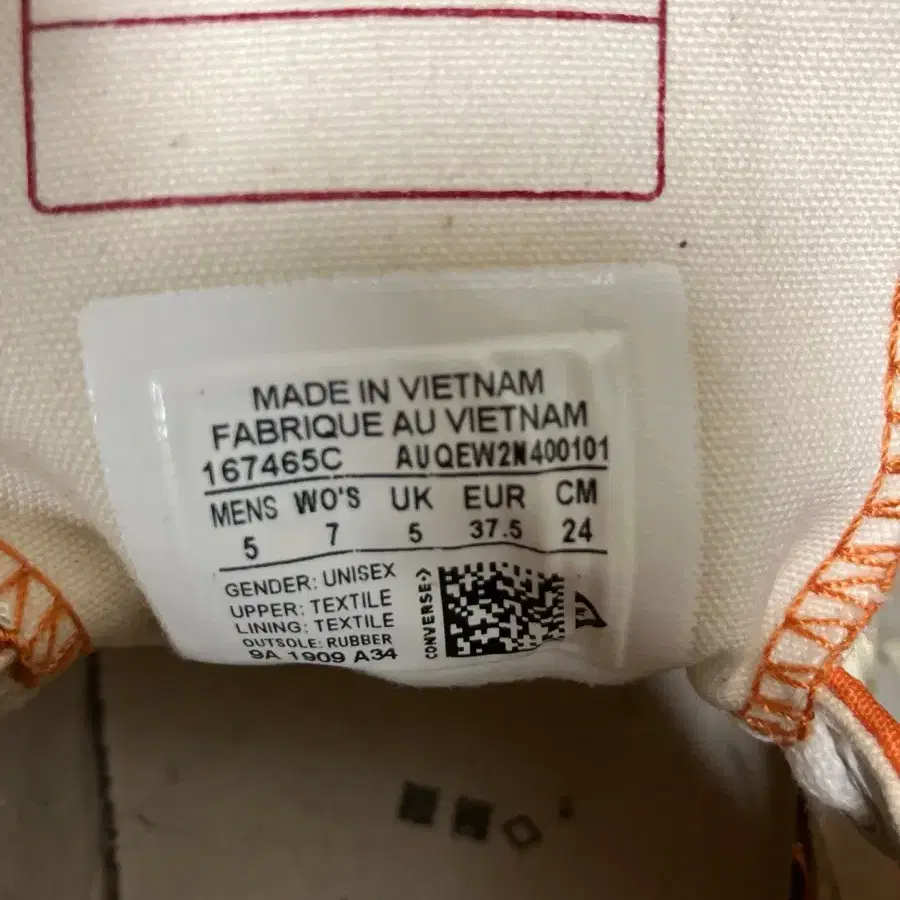 MADE IN VIETNAM
FABRIQUE AU VIETNAM
167465C AUQEW2N400101
MENS WO'S UK EUR CM
5 7 5 37.5 24
GENDER: UNISEX
UPPER: TEXTILE
LINING: TEXTILE
OUTSOLE: RUBBER
9A 1909 A34
CONVERSE